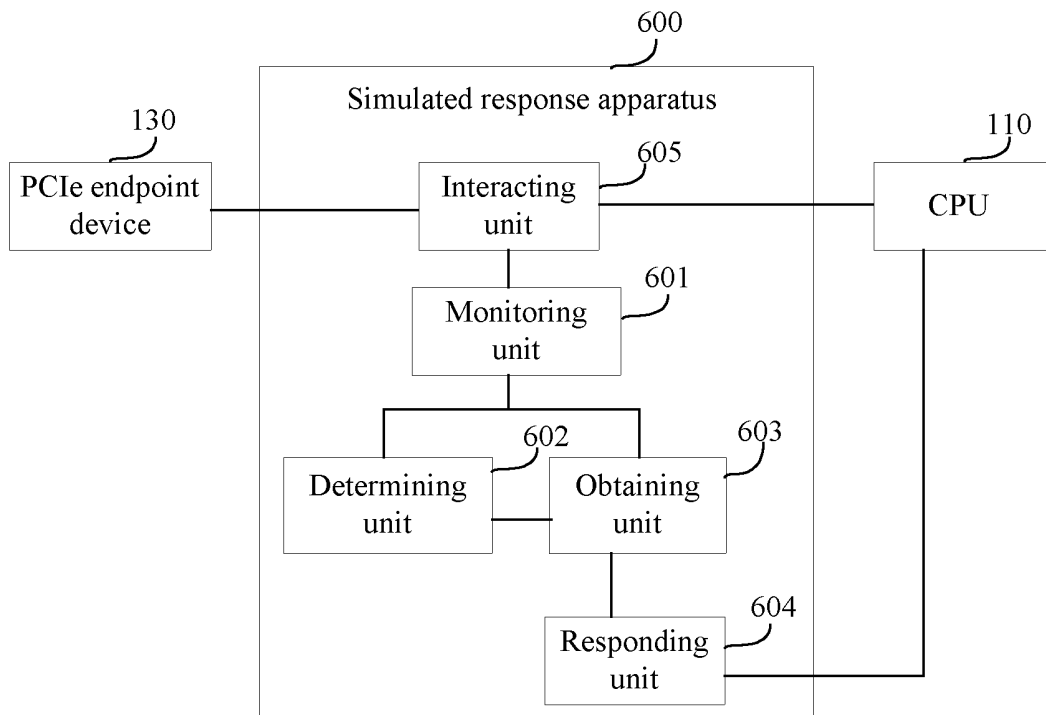 600
Simulated response apparatus
130
605
110
PCIe endpoint
device
Interacting
unit
CPU
601
Monitoring
unit
602
603
Determining
unit
Obtaining
unit
604
Responding
unit